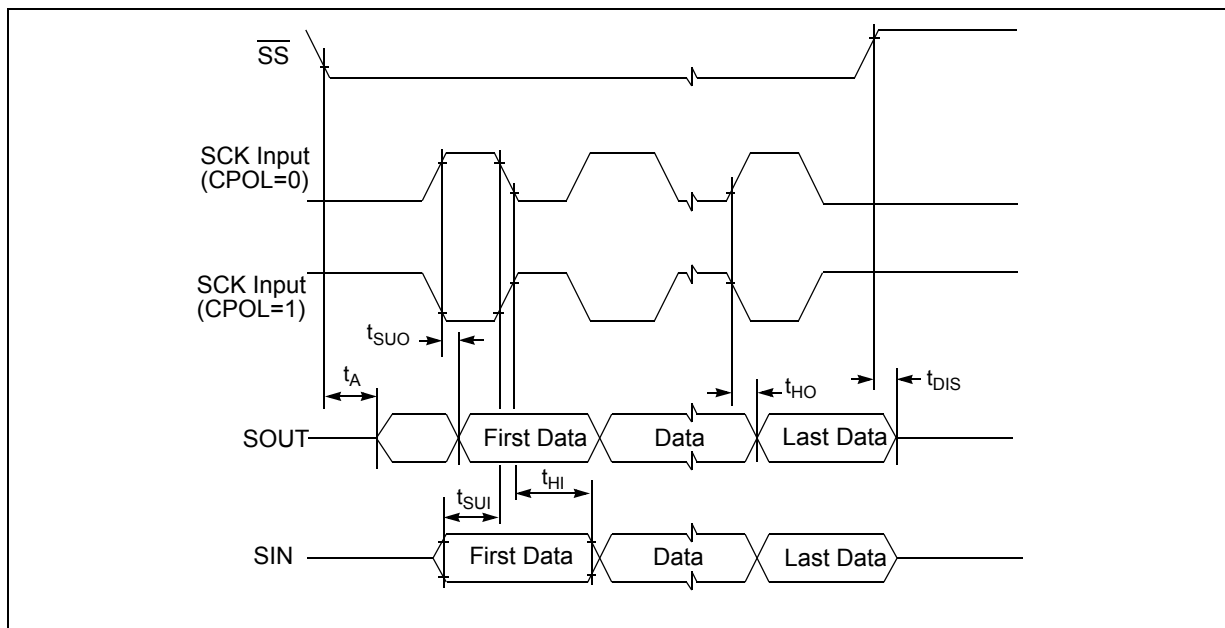 SS
SCK Input
(CPOL=0)
SCK Input
(CPOL=1)
tSUO
tA
tHO
tDIS
SOUT
First Data
Data
Last Data
tSUI
tHI
SIN
First Data
Data
Last Data